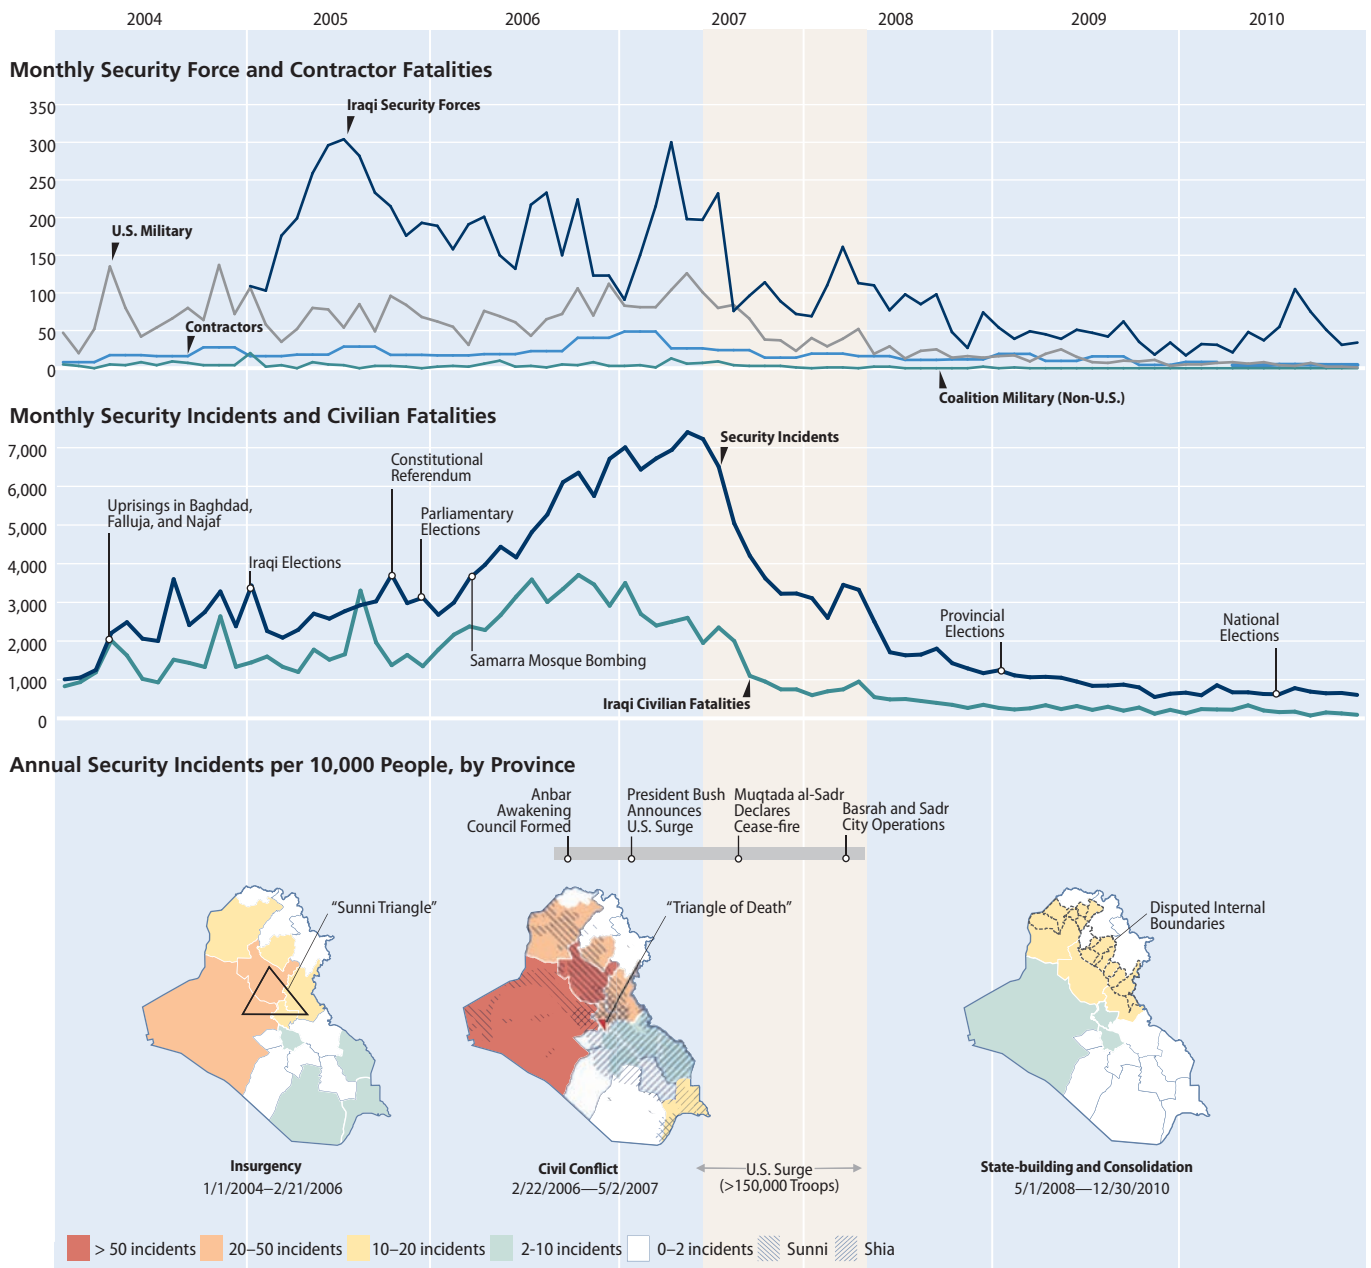 2004 2005 2006 2007 2008 2009 2010
Monthly Security Force and Contractor Fatalities
350
300
250
200
150
100
50
0
Iraqi Security Forces
U.S. Military
Contractors
Coalition Military (Non-U.S.)
Monthly Security Incidents and Civilian Fatalities
7,000
6,000
5,000
4,000
3,000
2,000
1,000
0
Security Incidents
Constitutional
Referendum
Uprisings in Baghdad,
Falluja, and Najaf
Parliamentary
Elections
Iraqi Elections
Samarra Mosque Bombing
Iraqi Civilian Fatalities
Provincial
Elections
National
Elections
Annual Security Incidents per 10,000 People, by Province
Anbar
Awakening
Council Formed
President Bush
Announces
U.S. Surge
Muqtada al-Sadr
Declares
Cease-fire
Basrah and Sadr
City Operations
“Sunni Triangle”
“Triangle of Death”
Disputed Internal
Boundaries
Insurgency
1/1/2004–2/21/2006
Civil Conflict
2/22/2006—5/2/2007
U.S. Surge
(>150,000 Troops)
State-building and Consolidation
5/1/2008—12/30/2010
> 50 incidents 20–50 incidents 10–20 incidents 2-10 incidents 0–2 incidents Sunni Shia